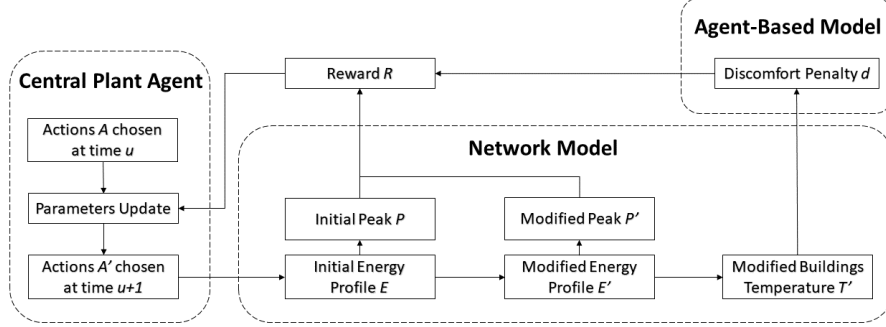 Agent-Based Model
Central Plant Agent
Reward R
Discomfort Penalty d
Actions A chosen
at time u
Network Model
Parameters Update
Initial Peak P
Modified Peak P'
Actions A' chosen
at time u+1
Initial Energy
Profile E
Modified Energy
Profile E'
Modified Buildings
Temperature T'